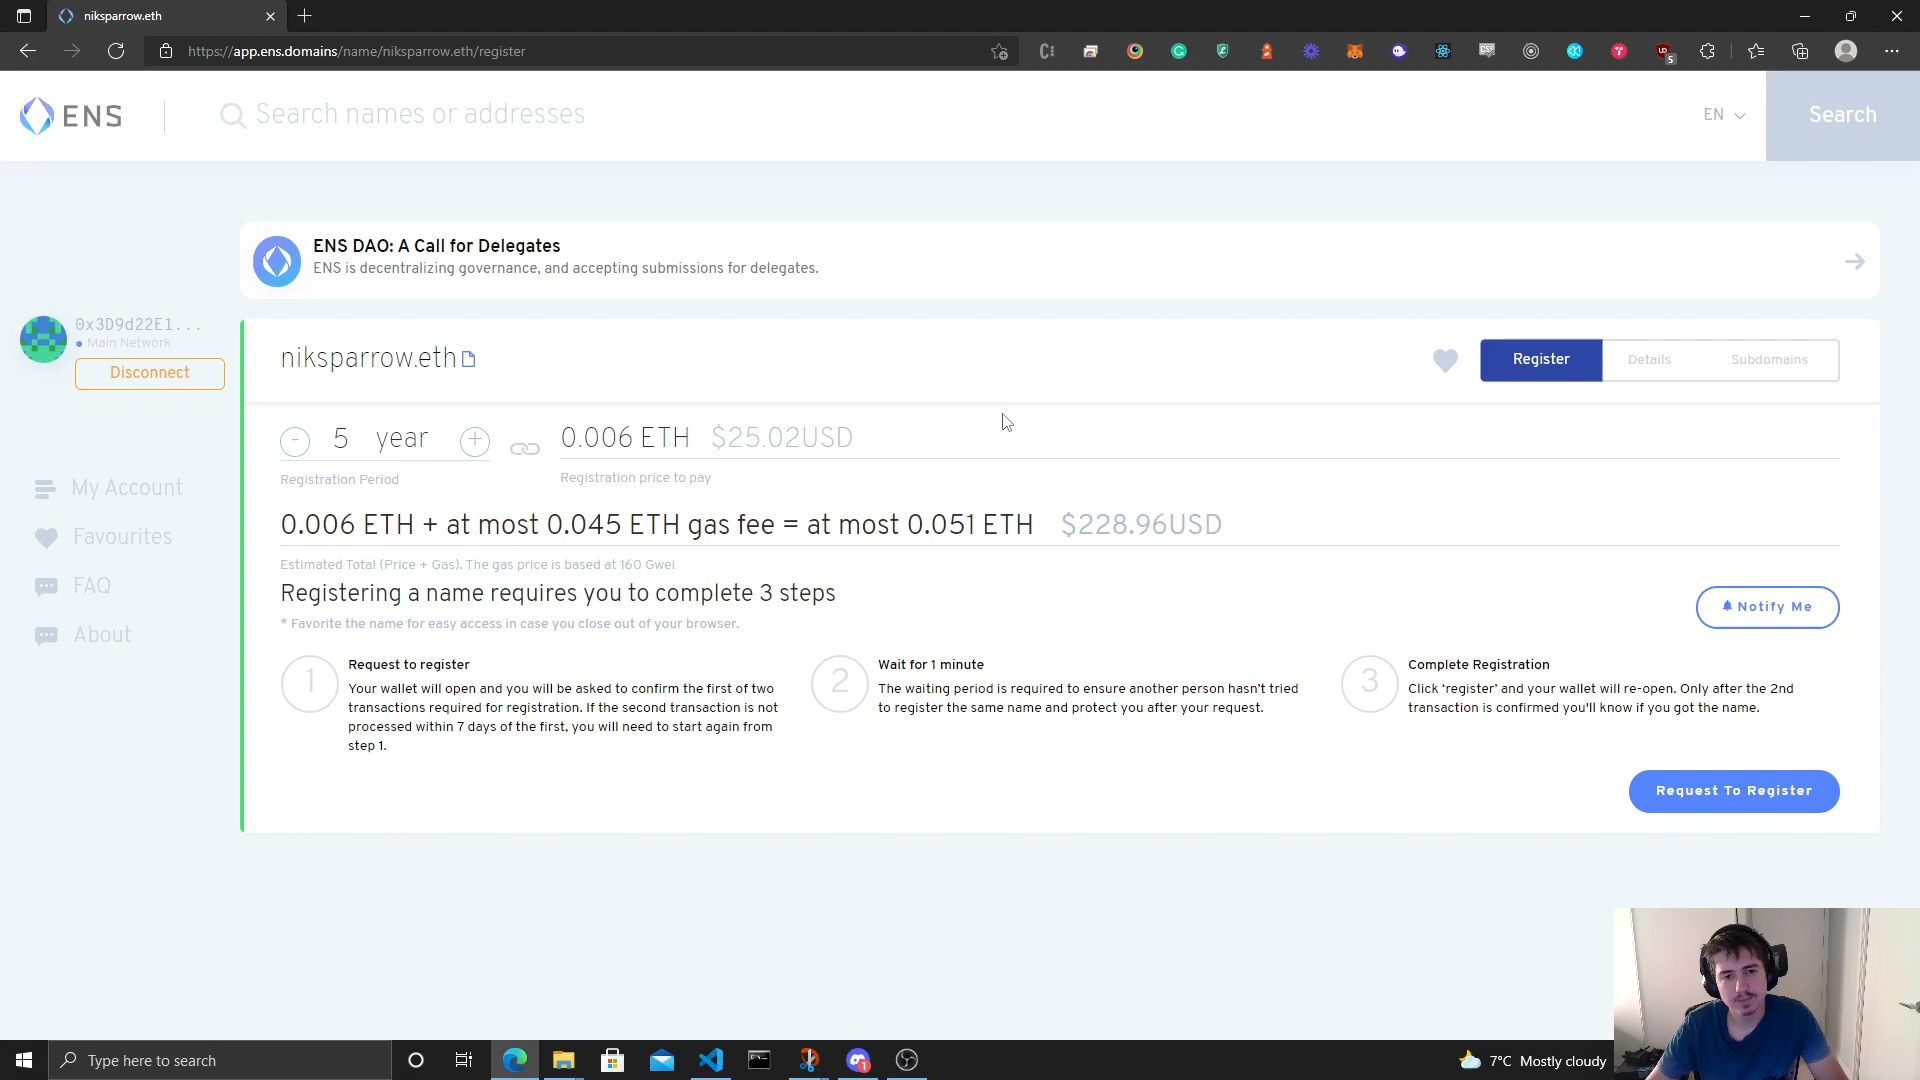 niksparrow.eth
https://app.ens.domains/name/niksparrow.eth/register
5
ENS
Search names or addresses
EN
Search
ENS DAO: A Call for Delegates
ENS is decentralizing governance, and accepting submissions for delegates.
0x3D9d22E1...
Main Network
Disconnect
niksparrow.eth
Register
Details
Subdomains
- 5 year + 0.006 ETH $25.02USD
Registration Period
Registration price to pay
My Account
Favourites
FAQ
About
0.006 ETH + at most 0.045 ETH gas fee = at most 0.051 ETH $228.96USD
Estimated Total (Price + Gas). The gas price is based at 160 Gwei
Registering a name requires you to complete 3 steps
* Favorite the name for easy access in case you close out of your browser.
Notify Me
1
Request to register
Your wallet will open and you will be asked to confirm the first of two
transactions required for registration. If the second transaction is not
processed within 7 days of the first, you will need to start again from
step 1.
2
Wait for 1 minute
The waiting period is required to ensure another person hasn't tried
to register the same name and protect you after your request.
3
Complete Registration
Click ‘register’ and your wallet will re-open. Only after the 2nd
transaction is confirmed you'll know if you got the name.
Request To Register
Type here to search
1
7°C Mostly cloudy